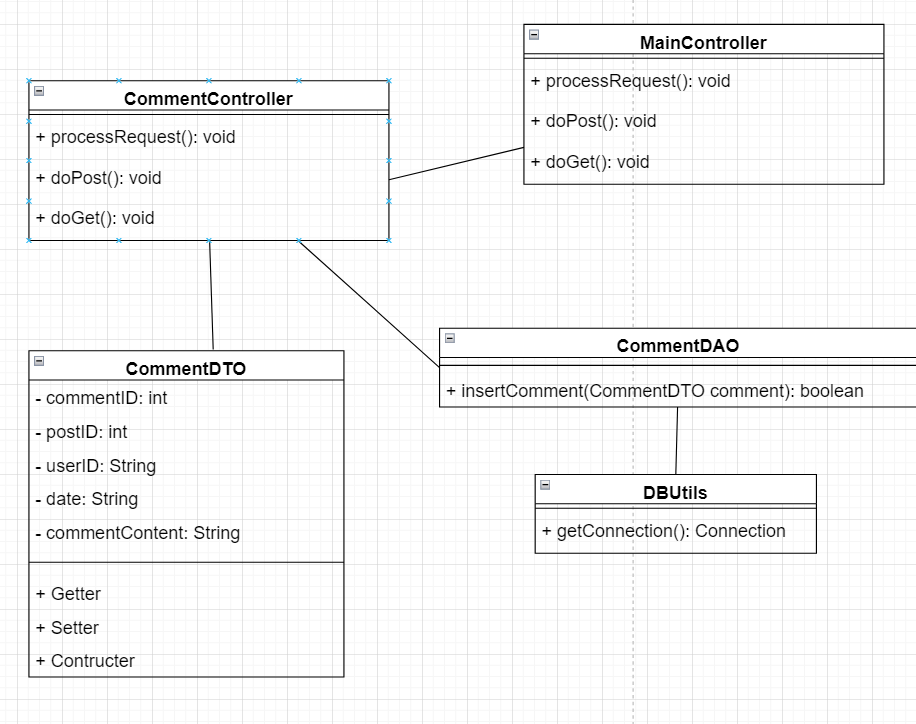 MainController
+ processRequest(): void
+ doPost(): void
+ doGet(): void
CommentController
+ processRequest(): void
+ doPost(): void
+ doGet(): void
CommentDTO
- commentID: int
- postID: int
- userID: String
- date: String
- commentContent: String
+ Getter
+ Setter
+ Contructer
CommentDAO
+ insertComment(CommentDTO comment): boolean
DBUtils
+ getConnection(): Connection